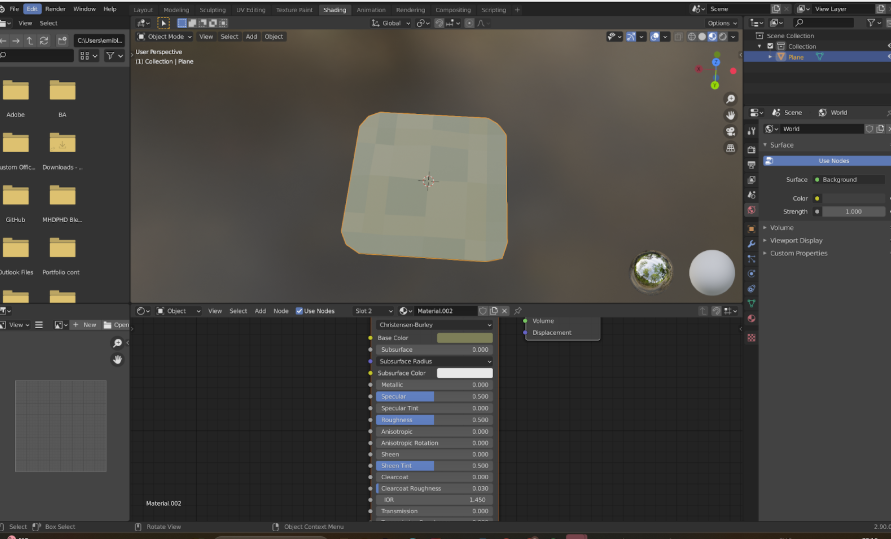 File Edit Render Window Help
Layout Modeling Sculpting UV Editing Texture Paint Shading Animation Rendering Compositing Scripting +
Scene View Layer
View Select
Global
Options
C:\Users\embl...
Object Mode View Select Add Object
User Perspective
(1) Collection | Plane
Scene Collection
Collection
Plane
Adobe BA
ustom Offic... Downloads - ...
GitHub MHDPHD Ble...
utlook Files Portfolio cont
Scene World
World
Surface
Use Nodes
Surface Background
Color
Strength 1.000
Volume
Viewport Display
Custom Properties
View + New Open
Object View Select Add Node Use Nodes Slot 2 Material.002
Christensen-Burley
Base Color
Subsurface 0.000
Subsurface Radius
Subsurface Color
Metallic 0.000
Specular 0.500
Specular Tint 0.000
Roughness 0.500
Anisotropic 0.000
Anisotropic Rotation 0.000
Sheen 0.000
Sheen Tint 0.500
Clearcoat 0.000
Clearcoat Roughness 0.030
IOR 1.450
Transmission 0.000
Volume
Displacement
Material.002
Select Box Select Rotate View Object Context Menu 2.90.0